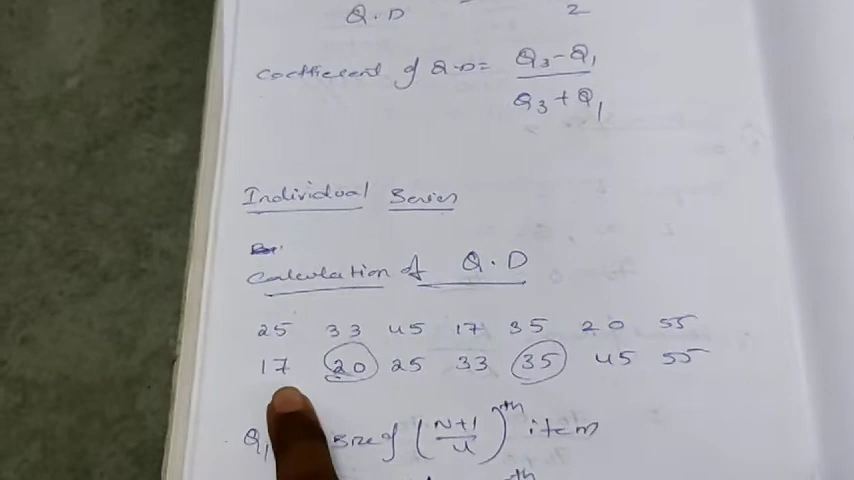 Q.D 2
Coefficient of Q.D = Q3-Q1
Q3+Q1
Individual Series
Calculation of Q.D
25 33 45 17 35 20 55
17 20 25 33 35 45 55
Q1 size of (N+1/4)th item
th